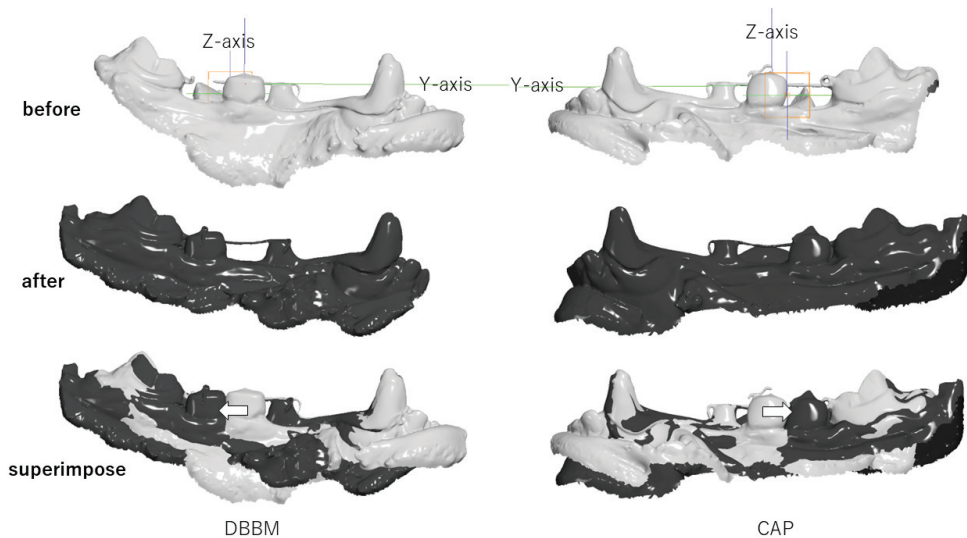 Z-axis
Z-axis
Y-axis
Y-axis
before
after
superimpose
DBBM
CAP